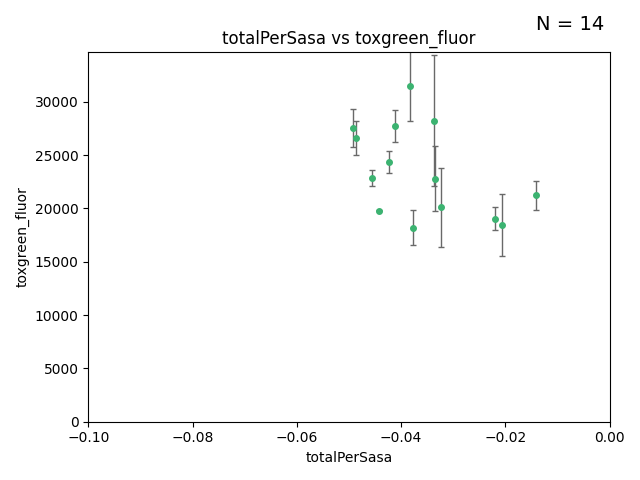 N = 14
totalPerSasa vs toxgreen_fluor
30000
25000
20000
15000
10000
5000
0
toxgreen_fluor
−0.10 −0.08 −0.06 −0.04 −0.02 0.00
totalPerSasa